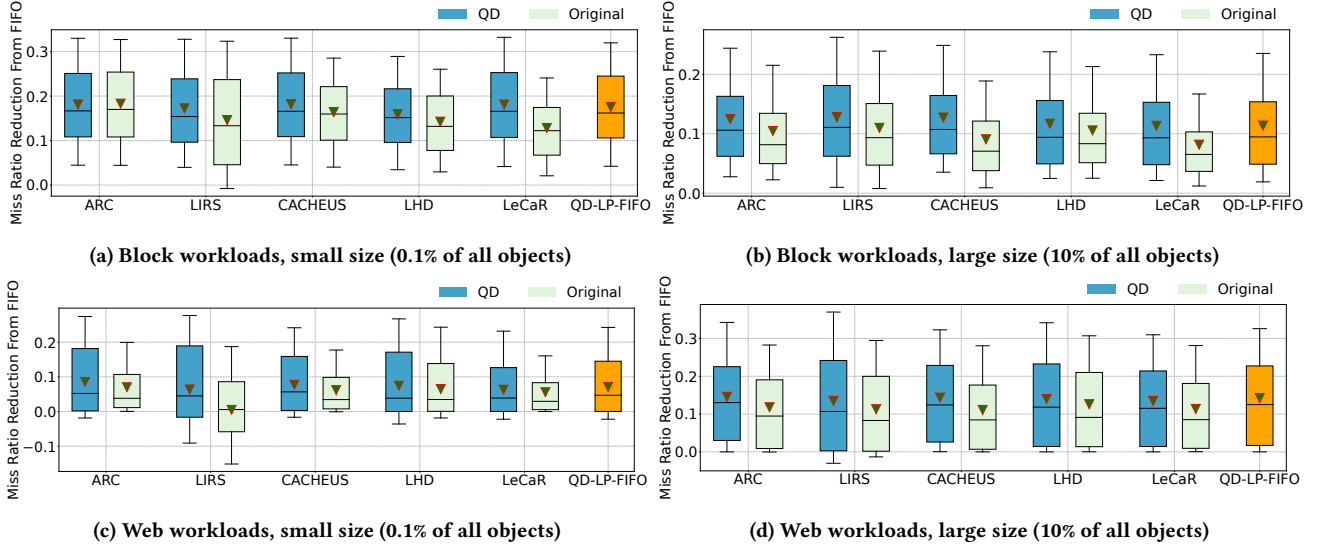 QD Original
Miss Ratio Reduction From FIFO
0.3
0.2
0.1
0.0
ARC LIRS CACHEUS LHD LeCaR QD-LP-FIFO
(a) Block workloads, small size (0.1% of all objects)
QD Original
Miss Ratio Reduction From FIFO
0.2
0.1
0.0
ARC LIRS CACHEUS LHD LeCaR QD-LP-FIFO
(b) Block workloads, large size (10% of all objects)
QD Original
Miss Ratio Reduction From FIFO
0.2
0.1
0.0
−0.1
ARC LIRS CACHEUS LHD LeCaR QD-LP-FIFO
(c) Web workloads, small size (0.1% of all objects)
QD Original
Miss Ratio Reduction From FIFO
0.3
0.2
0.1
0.0
ARC LIRS CACHEUS LHD LeCaR QD-LP-FIFO
(d) Web workloads, large size (10% of all objects)